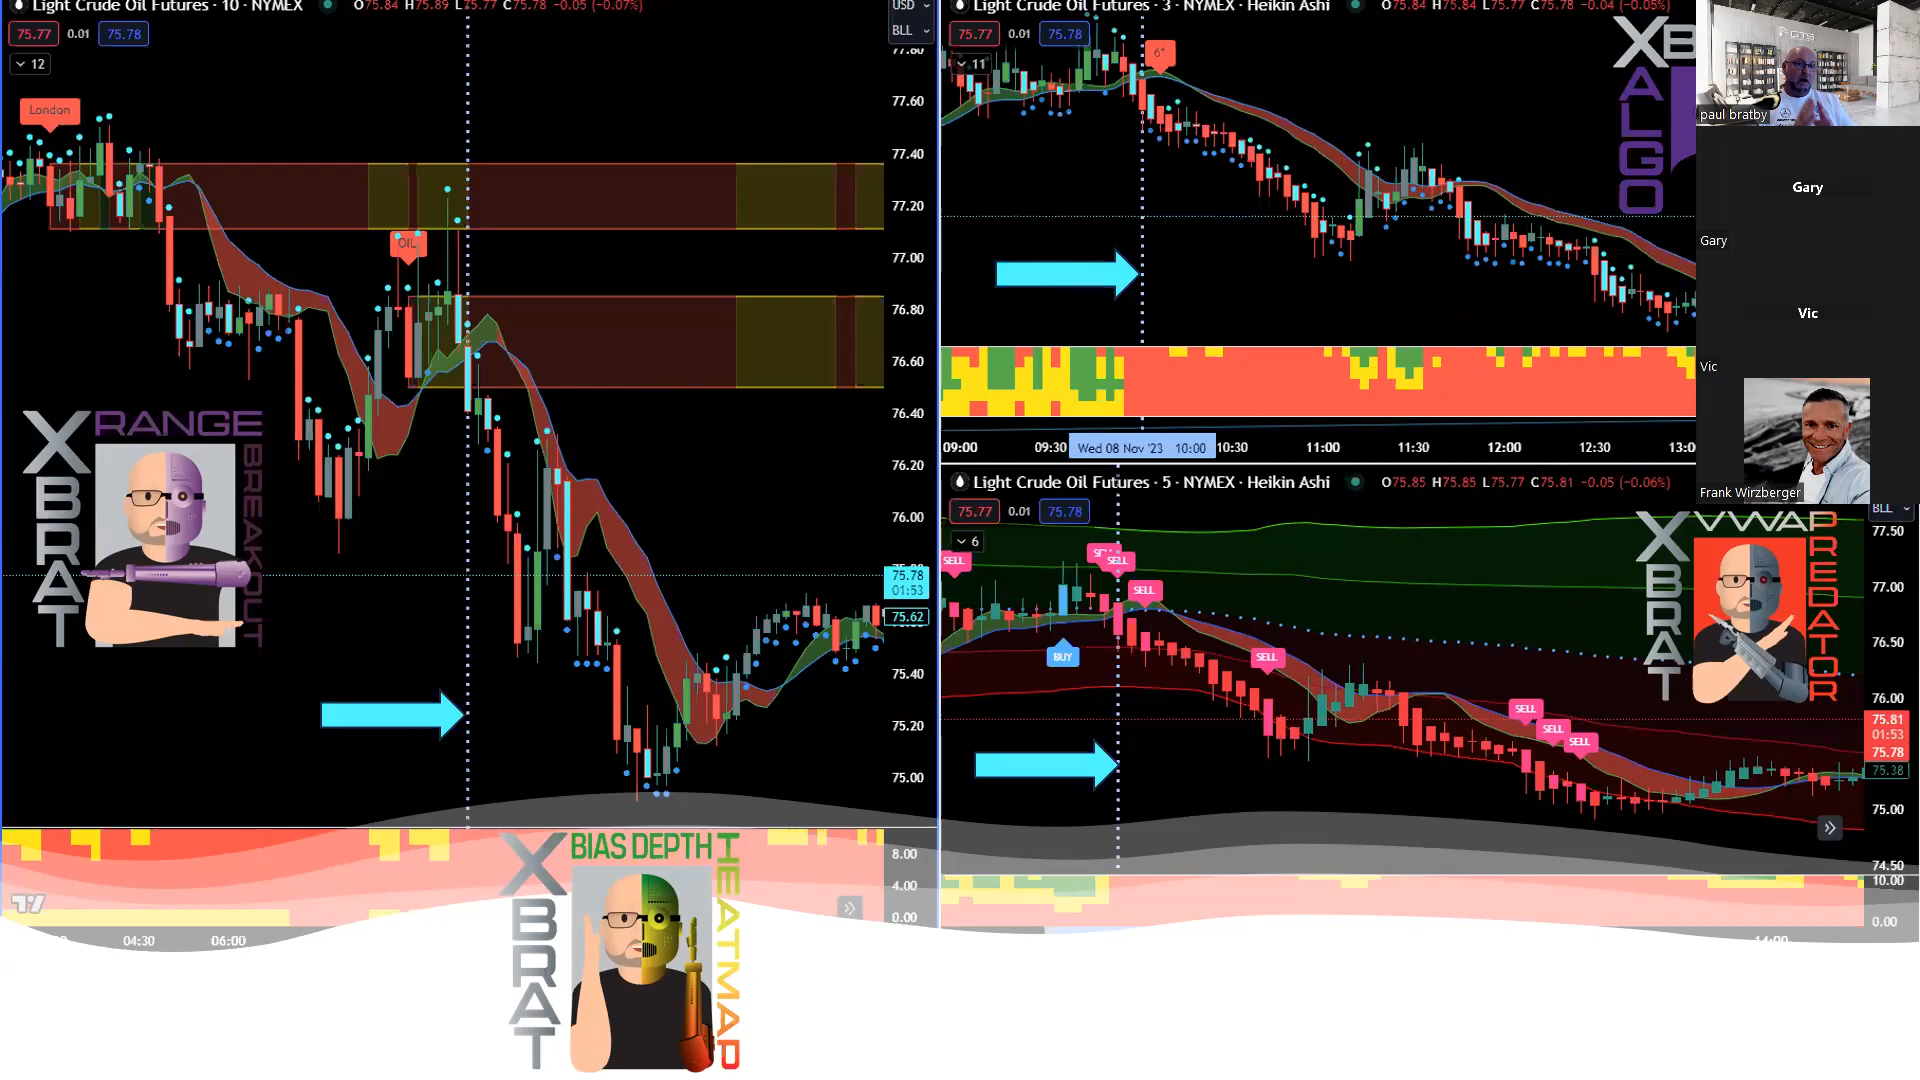 Light Crude Oil Futures · 10 · NYMEX
O75.84 H75.89 L75.77 C75.78 -0.05 (-0.07%)
75.77 0.01 75.78
12
USD
BLL
London
OIL
77.80
77.60
77.40
77.20
77.00
76.80
76.60
76.40
76.20
76.00
75.78
01:53
75.62
75.40
75.20
75.00
XBRAT
RANGE
BREAKOUT
8.00
4.00
0.00
04:30
06:00
XBRAT
BIAS DEPTH
HEATMAP
Light Crude Oil Futures · 3 · NYMEX · Heikin Ashi
O75.84 H75.84 L75.77 C75.78 -0.04 (-0.05%)
75.77 0.01 75.78
11
6*
XB
ALGO
09:00
09:30
Wed 08 Nov '23 10:00
10:30
11:00
11:30
12:00
12:30
13:0
Light Crude Oil Futures · 5 · NYMEX · Heikin Ashi
O75.85 H75.85 L75.77 C75.81 -0.05 (-0.06%)
75.77 0.01 75.78
6
SELL
SELL
SELL
BUY
SELL
SELL
SELL
SELL
XBRAT
VWAP
PREDATOR
BLL
77.50
77.00
76.50
76.00
75.81
01:53
75.78
75.38
75.00
74.50
10.00
0.00
14:00
paul bratby
Gary
Gary
Vic
Vic
Frank Wirzberger